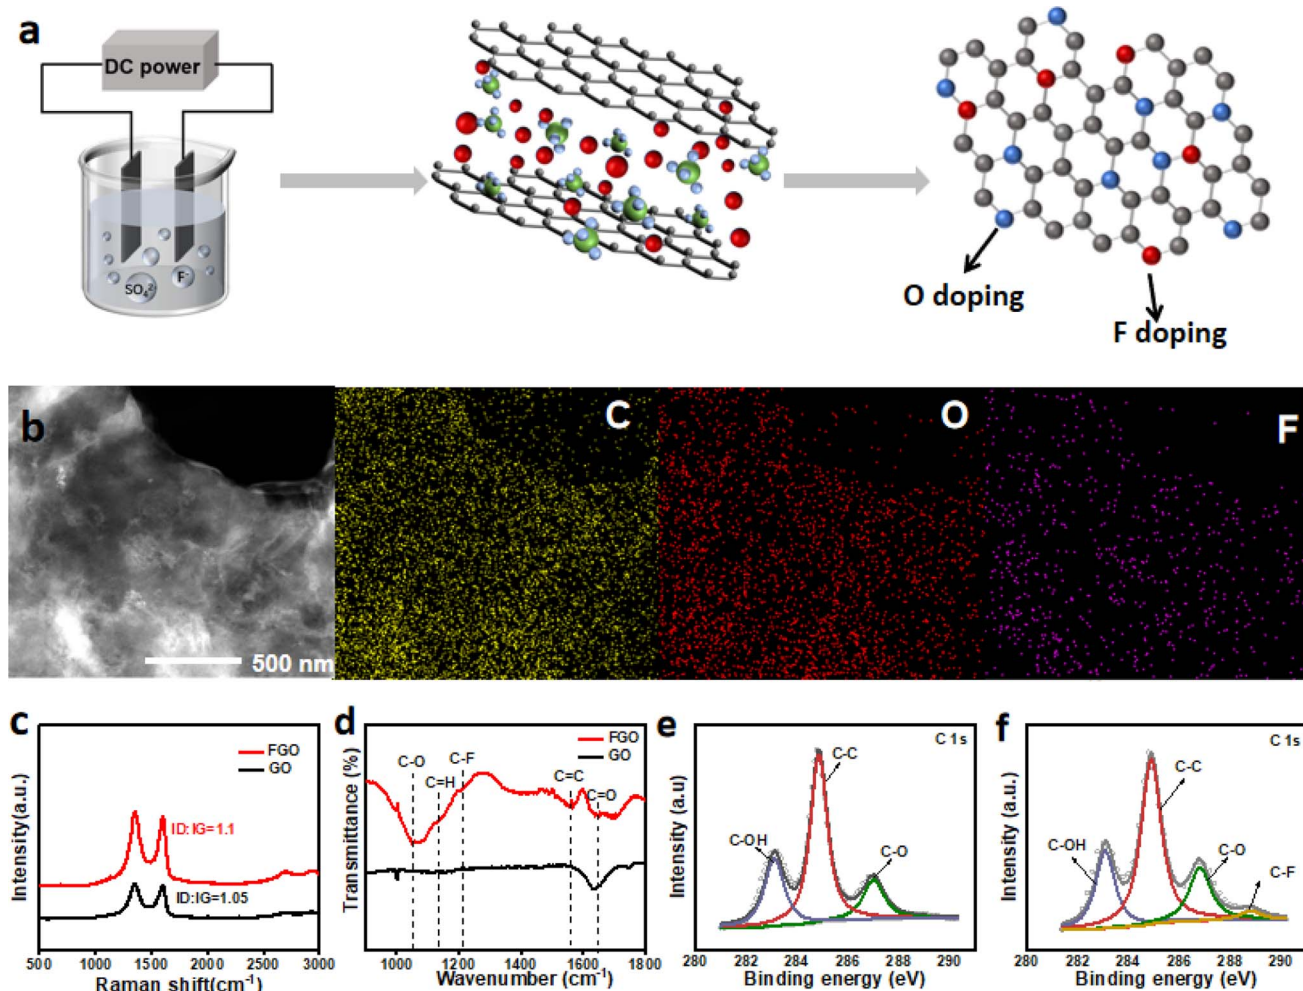 a
DC power
SO₄²⁻
F⁻
O doping
F doping
b
500 nm
C
O
F
c
FGO
GO
ID:IG=1.1
ID:IG=1.05
Intensity(a.u.)
500 1000 1500 2000 2500 3000
Raman shift(cm⁻¹)
d
FGO
GO
C-O
C=H
C-F
C=C
C=O
Transmittance (%)
1000 1200 1400 1600 1800
Wavenumber (cm⁻¹)
e
C 1s
C-C
C-OH
C-O
Intensity (a.u)
282 284 286 288 290
Binding energy (eV)
f
C 1s
C-C
C-OH
C-O
C-F
Intensity (a.u.)
282 284 286 288 290
Binding energy (eV)